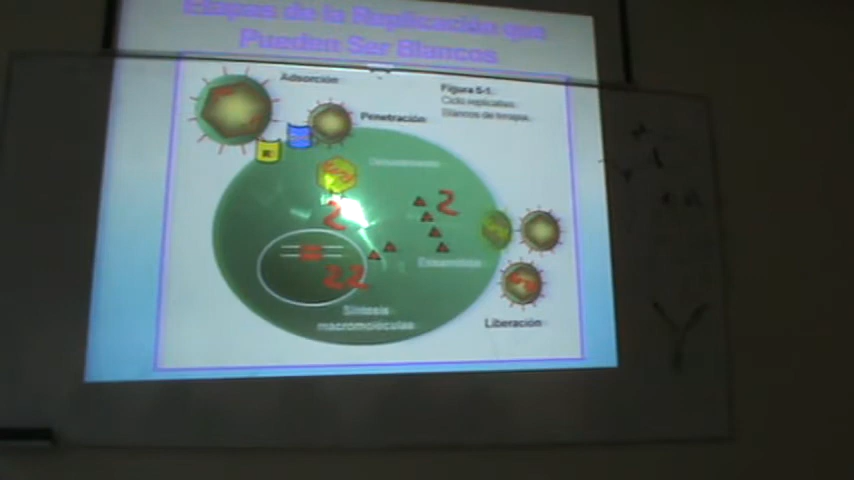 Etapas de la Replicación que
Pueden Ser Blancos
Adsorción
Figura 5-1.
Ciclo replicativo.
Blancos de terapia.
Penetración
R
Ensamblaje
Síntesis
macromoléculas
Liberación